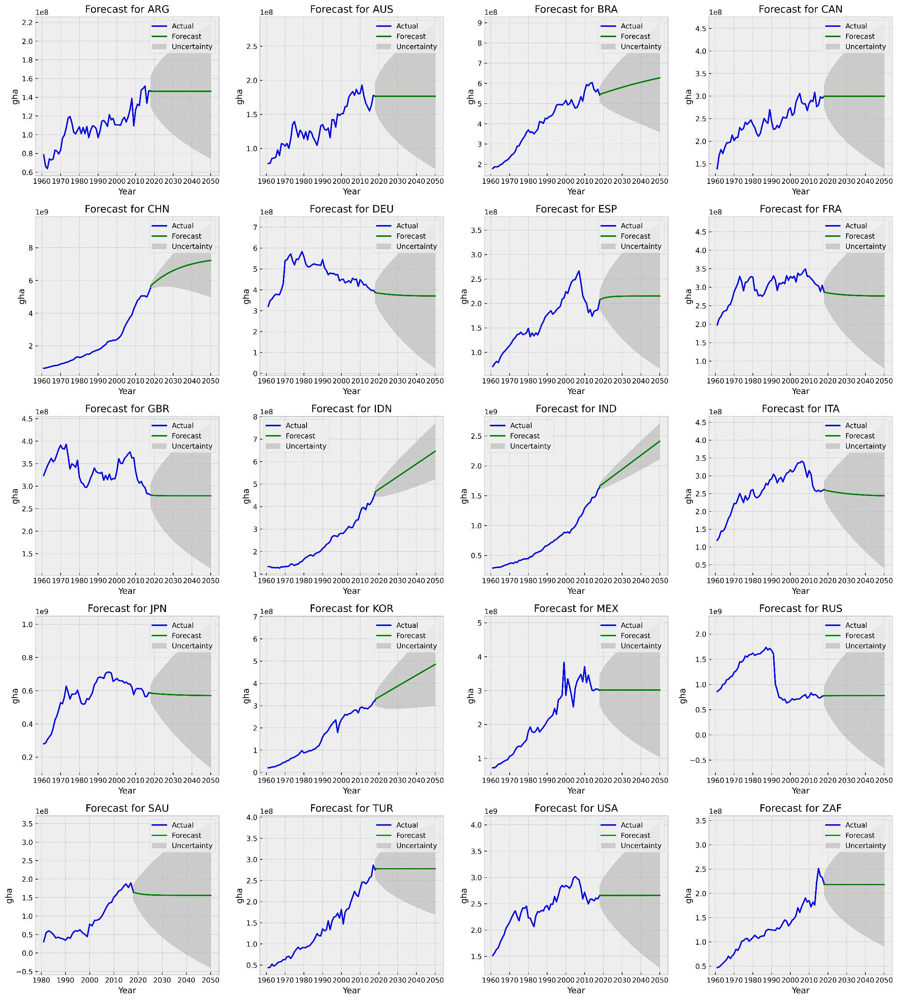 Forecast for ARG
1e8
2.2
2.0
1.8
1.6
1.4
1.2
1.0
0.8
0.6
gha
1960 1970 1980 1990 2000 2010 2020 2030 2040 2050
Year
Actual
Forecast
Uncertainty
Forecast for AUS
1e8
2.5
2.0
1.5
1.0
gha
1960 1970 1980 1990 2000 2010 2020 2030 2040 2050
Year
Actual
Forecast
Uncertainty
Forecast for BRA
1e8
9
8
7
6
5
4
3
2
gha
1960 1970 1980 1990 2000 2010 2020 2030 2040 2050
Year
Actual
Forecast
Uncertainty
Forecast for CAN
1e8
4.5
4.0
3.5
3.0
2.5
2.0
1.5
gha
1960 1970 1980 1990 2000 2010 2020 2030 2040 2050
Year
Actual
Forecast
Uncertainty
Forecast for CHN
1e9
8
6
4
2
gha
1960 1970 1980 1990 2000 2010 2020 2030 2040 2050
Year
Actual
Forecast
Uncertainty
Forecast for DEU
1e8
7
6
5
4
3
2
1
0
gha
1960 1970 1980 1990 2000 2010 2020 2030 2040 2050
Year
Actual
Forecast
Uncertainty
Forecast for ESP
1e8
3.5
3.0
2.5
2.0
1.5
1.0
gha
1960 1970 1980 1990 2000 2010 2020 2030 2040 2050
Year
Actual
Forecast
Uncertainty
Forecast for FRA
1e8
4.5
4.0
3.5
3.0
2.5
2.0
1.5
1.0
gha
1960 1970 1980 1990 2000 2010 2020 2030 2040 2050
Year
Actual
Forecast
Uncertainty
Forecast for GBR
1e8
4.5
4.0
3.5
3.0
2.5
2.0
1.5
gha
1960 1970 1980 1990 2000 2010 2020 2030 2040 2050
Year
Actual
Forecast
Uncertainty
Forecast for IDN
1e8
8
7
6
5
4
3
2
1
gha
1960 1970 1980 1990 2000 2010 2020 2030 2040 2050
Year
Actual
Forecast
Uncertainty
Forecast for IND
1e9
2.5
2.0
1.5
1.0
0.5
gha
1960 1970 1980 1990 2000 2010 2020 2030 2040 2050
Year
Actual
Forecast
Uncertainty
Forecast for ITA
1e8
4.5
4.0
3.5
3.0
2.5
2.0
1.5
1.0
0.5
gha
1960 1970 1980 1990 2000 2010 2020 2030 2040 2050
Year
Actual
Forecast
Uncertainty
Forecast for JPN
1e9
1.0
0.8
0.6
0.4
0.2
gha
1960 1970 1980 1990 2000 2010 2020 2030 2040 2050
Year
Actual
Forecast
Uncertainty
Forecast for KOR
1e8
7
6
5
4
3
2
1
0
gha
1960 1970 1980 1990 2000 2010 2020 2030 2040 2050
Year
Actual
Forecast
Uncertainty
Forecast for MEX
1e8
5
4
3
2
1
gha
1960 1970 1980 1990 2000 2010 2020 2030 2040 2050
Year
Actual
Forecast
Uncertainty
Forecast for RUS
1e9
2.0
1.5
1.0
0.5
0.0
−0.5
gha
1960 1970 1980 1990 2000 2010 2020 2030 2040 2050
Year
Actual
Forecast
Uncertainty
Forecast for SAU
1e8
3.5
3.0
2.5
2.0
1.5
1.0
0.5
0.0
−0.5
gha
1980 1990 2000 2010 2020 2030 2040 2050
Year
Actual
Forecast
Uncertainty
Forecast for TUR
1e8
4.0
3.5
3.0
2.5
2.0
1.5
1.0
0.5
gha
1960 1970 1980 1990 2000 2010 2020 2030 2040 2050
Year
Actual
Forecast
Uncertainty
Forecast for USA
1e9
4.0
3.5
3.0
2.5
2.0
1.5
gha
1960 1970 1980 1990 2000 2010 2020 2030 2040 2050
Year
Actual
Forecast
Uncertainty
Forecast for ZAF
1e8
3.5
3.0
2.5
2.0
1.5
1.0
0.5
gha
1960 1970 1980 1990 2000 2010 2020 2030 2040 2050
Year
Actual
Forecast
Uncertainty